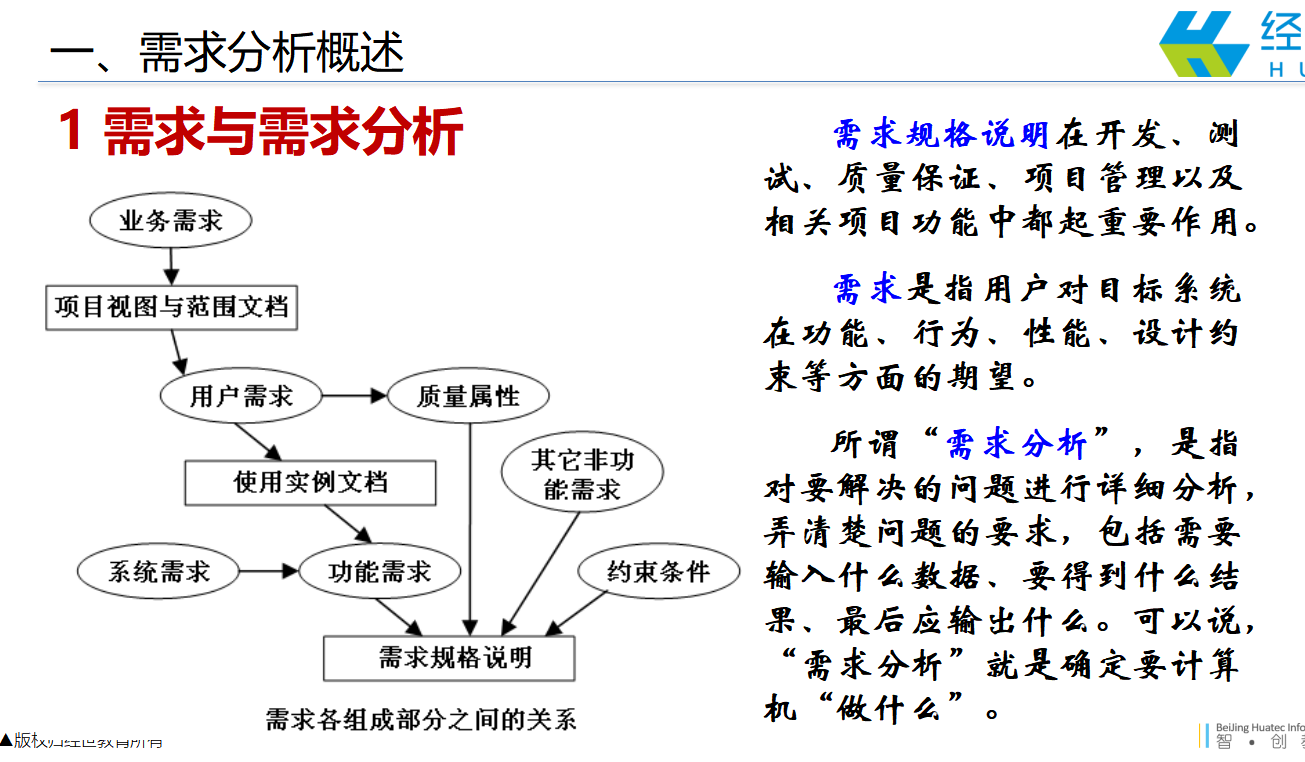 一、需求分析概述
经
HU
1 需求与需求分析
业务需求
项目视图与范围文档
用户需求
质量属性
使用实例文档
其它非功
能需求
系统需求
功能需求
约束条件
需求规格说明
需求各组成部分之间的关系
需求规格说明在开发、测
试、质量保证、项目管理以及
相关项目功能中都起重要作用。
需求是指用户对目标系统
在功能、行为、性能、设计约
束等方面的期望。
所谓“需求分析”，是指
对要解决的问题进行详细分析，
弄清楚问题的要求，包括需要
输入什么数据、要得到什么结
果、最后应输出什么。可以说，
“需求分析”就是确定要计算
机“做什么”。
▲版权归经世教育所有
BeiJing Huatec Info
智 • 创